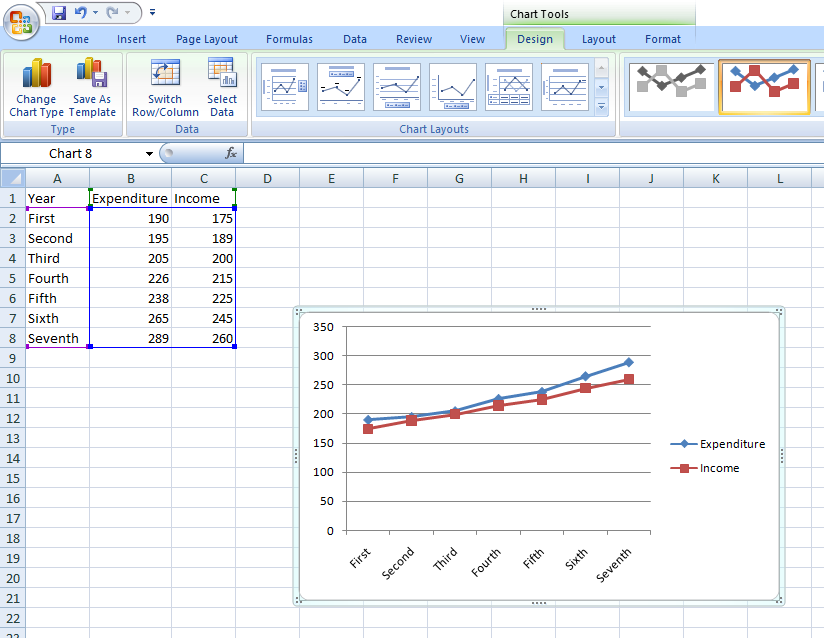 Chart Tools
Home Insert Page Layout Formulas Data Review View Design Layout Format
Change Chart Type
Save As Template
Switch Row/Column
Select Data
Type Data Chart Layouts
Chart 8 fx
A B C D E F G H I J K L
1 Year Expenditure Income
2 First 190 175
3 Second 195 189
4 Third 205 200
5 Fourth 226 215
6 Fifth 238 225
7 Sixth 265 245
8 Seventh 289 260
9
10
11
12
13
14
15
16
17
18
19
20
21
22
350
300
250
200
150
100
50
0
First Second Third Fourth Fifth Sixth Seventh
Expenditure
Income